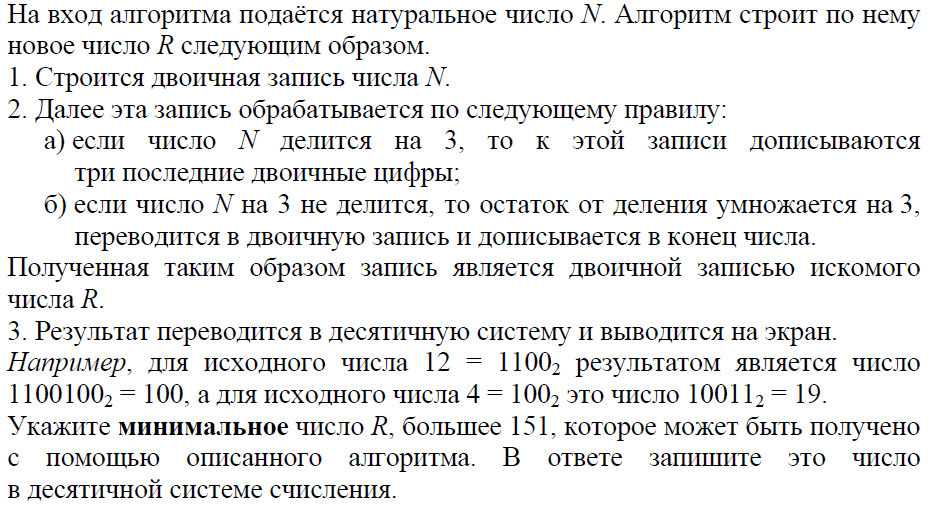 На вход алгоритма подаётся натуральное число N. Алгоритм строит по нему
новое число R следующим образом.
1. Строится двоичная запись числа N.
2. Далее эта запись обрабатывается по следующему правилу:
а) если число N делится на 3, то к этой записи дописываются
три последние двоичные цифры;
б) если число N на 3 не делится, то остаток от деления умножается на 3,
переводится в двоичную запись и дописывается в конец числа.
Полученная таким образом запись является двоичной записью искомого
числа R.
3. Результат переводится в десятичную систему и выводится на экран.
Например, для исходного числа 12 = 1100₂ результатом является число
1100100₂ = 100, а для исходного числа 4 = 100₂ это число 10011₂ = 19.
Укажите минимальное число R, большее 151, которое может быть получено
с помощью описанного алгоритма. В ответе запишите это число
в десятичной системе счисления.